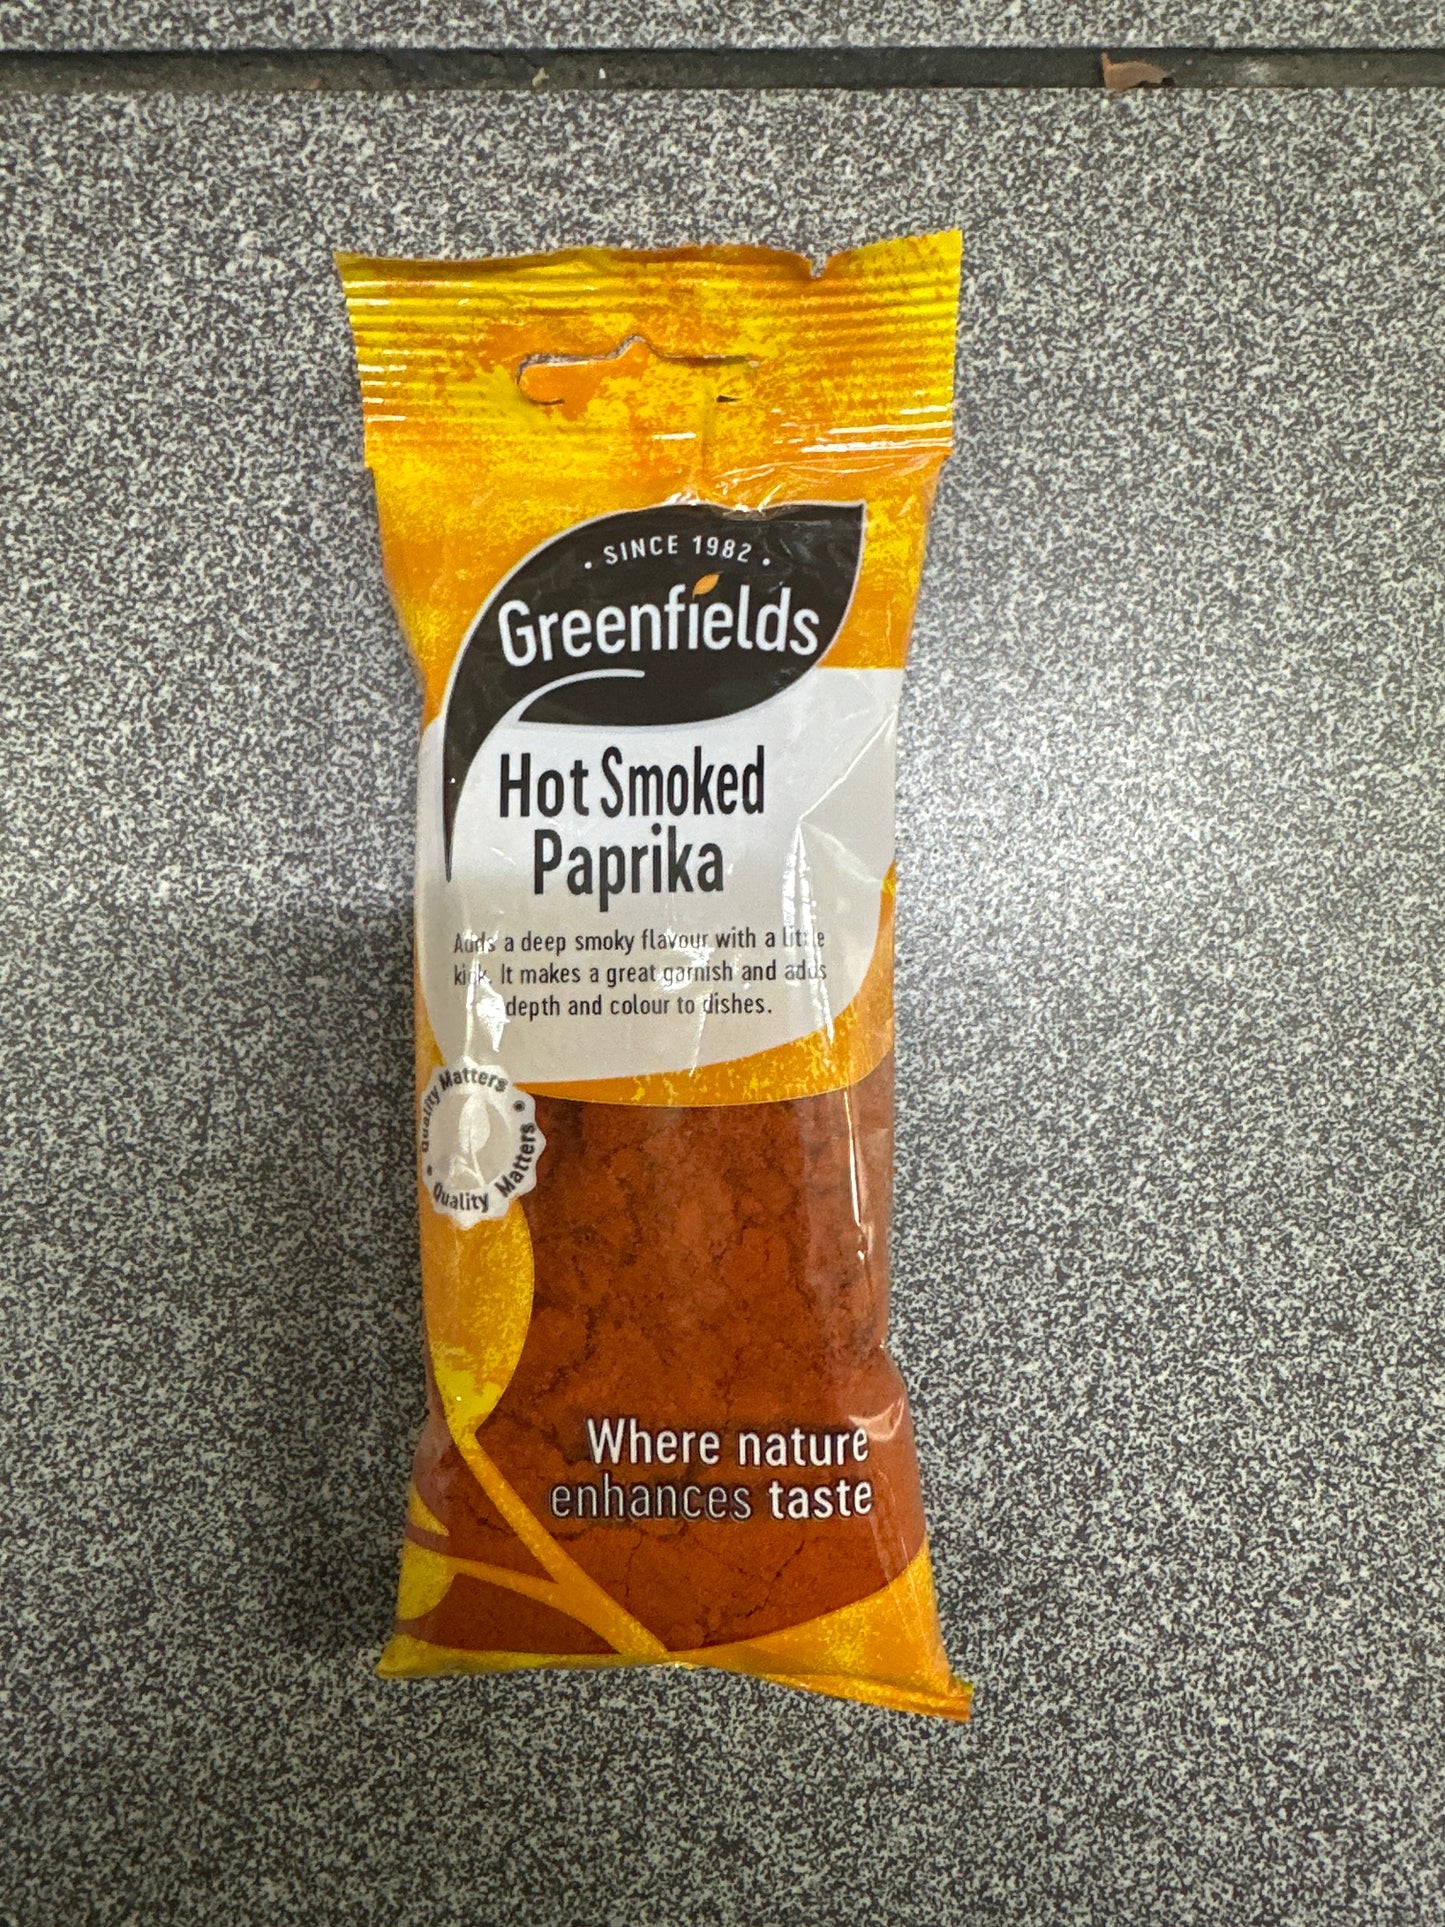 • SINCE 1982 •
Greenfields
Hot Smoked
Paprika
Adds a deep smoky flavour with a little
kick. It makes a great garnish and adds
depth and colour to dishes.
Quality Matters • Quality Matters •
Where nature
enhances taste